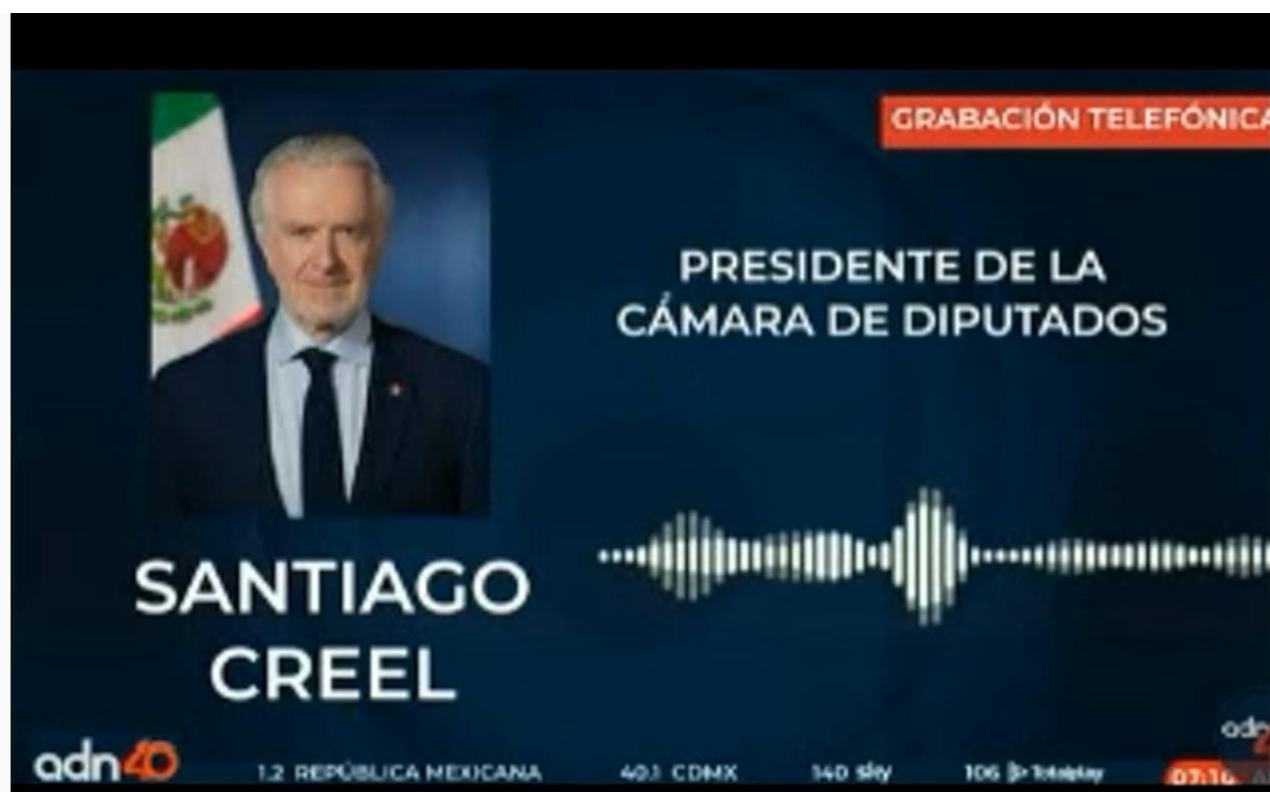 GRABACIÓN TELEFÓNICA
PRESIDENTE DE LA
CÁMARA DE DIPUTADOS
SANTIAGO
CREEL
adn40
1.2 REPÚBLICA MEXICANA 40.1 CDMX 140 sky 106 Totalplay
adn